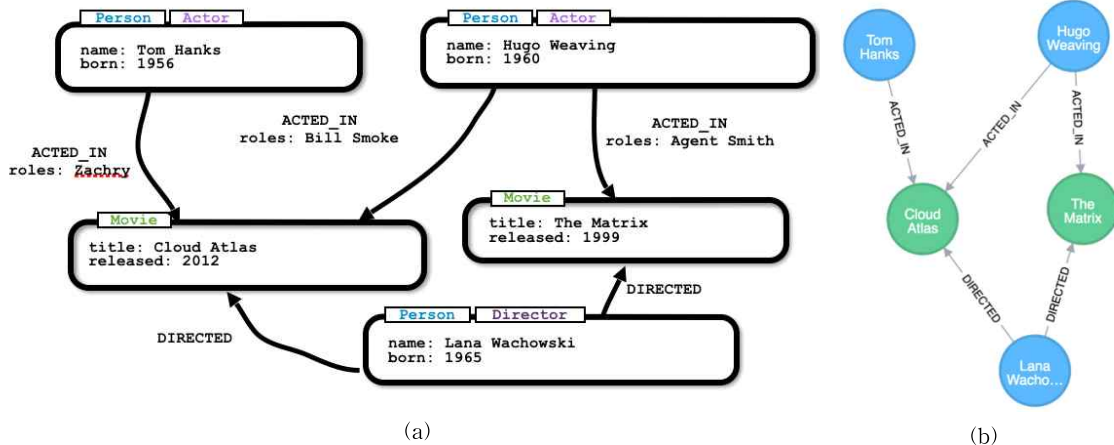 Person Actor
name: Tom Hanks
born: 1956
Person Actor
name: Hugo Weaving
born: 1960
ACTED_IN
roles: Zachry
ACTED_IN
roles: Bill Smoke
ACTED_IN
roles: Agent Smith
Movie
title: Cloud Atlas
released: 2012
Movie
title: The Matrix
released: 1999
DIRECTED
DIRECTED
Person Director
name: Lana Wachowski
born: 1965
(a)
Tom
Hanks
Hugo
Weaving
ACTED_IN
ACTED_IN
ACTED_IN
Cloud
Atlas
The
Matrix
DIRECTED
DIRECTED
Lana
Wacho...
(b)